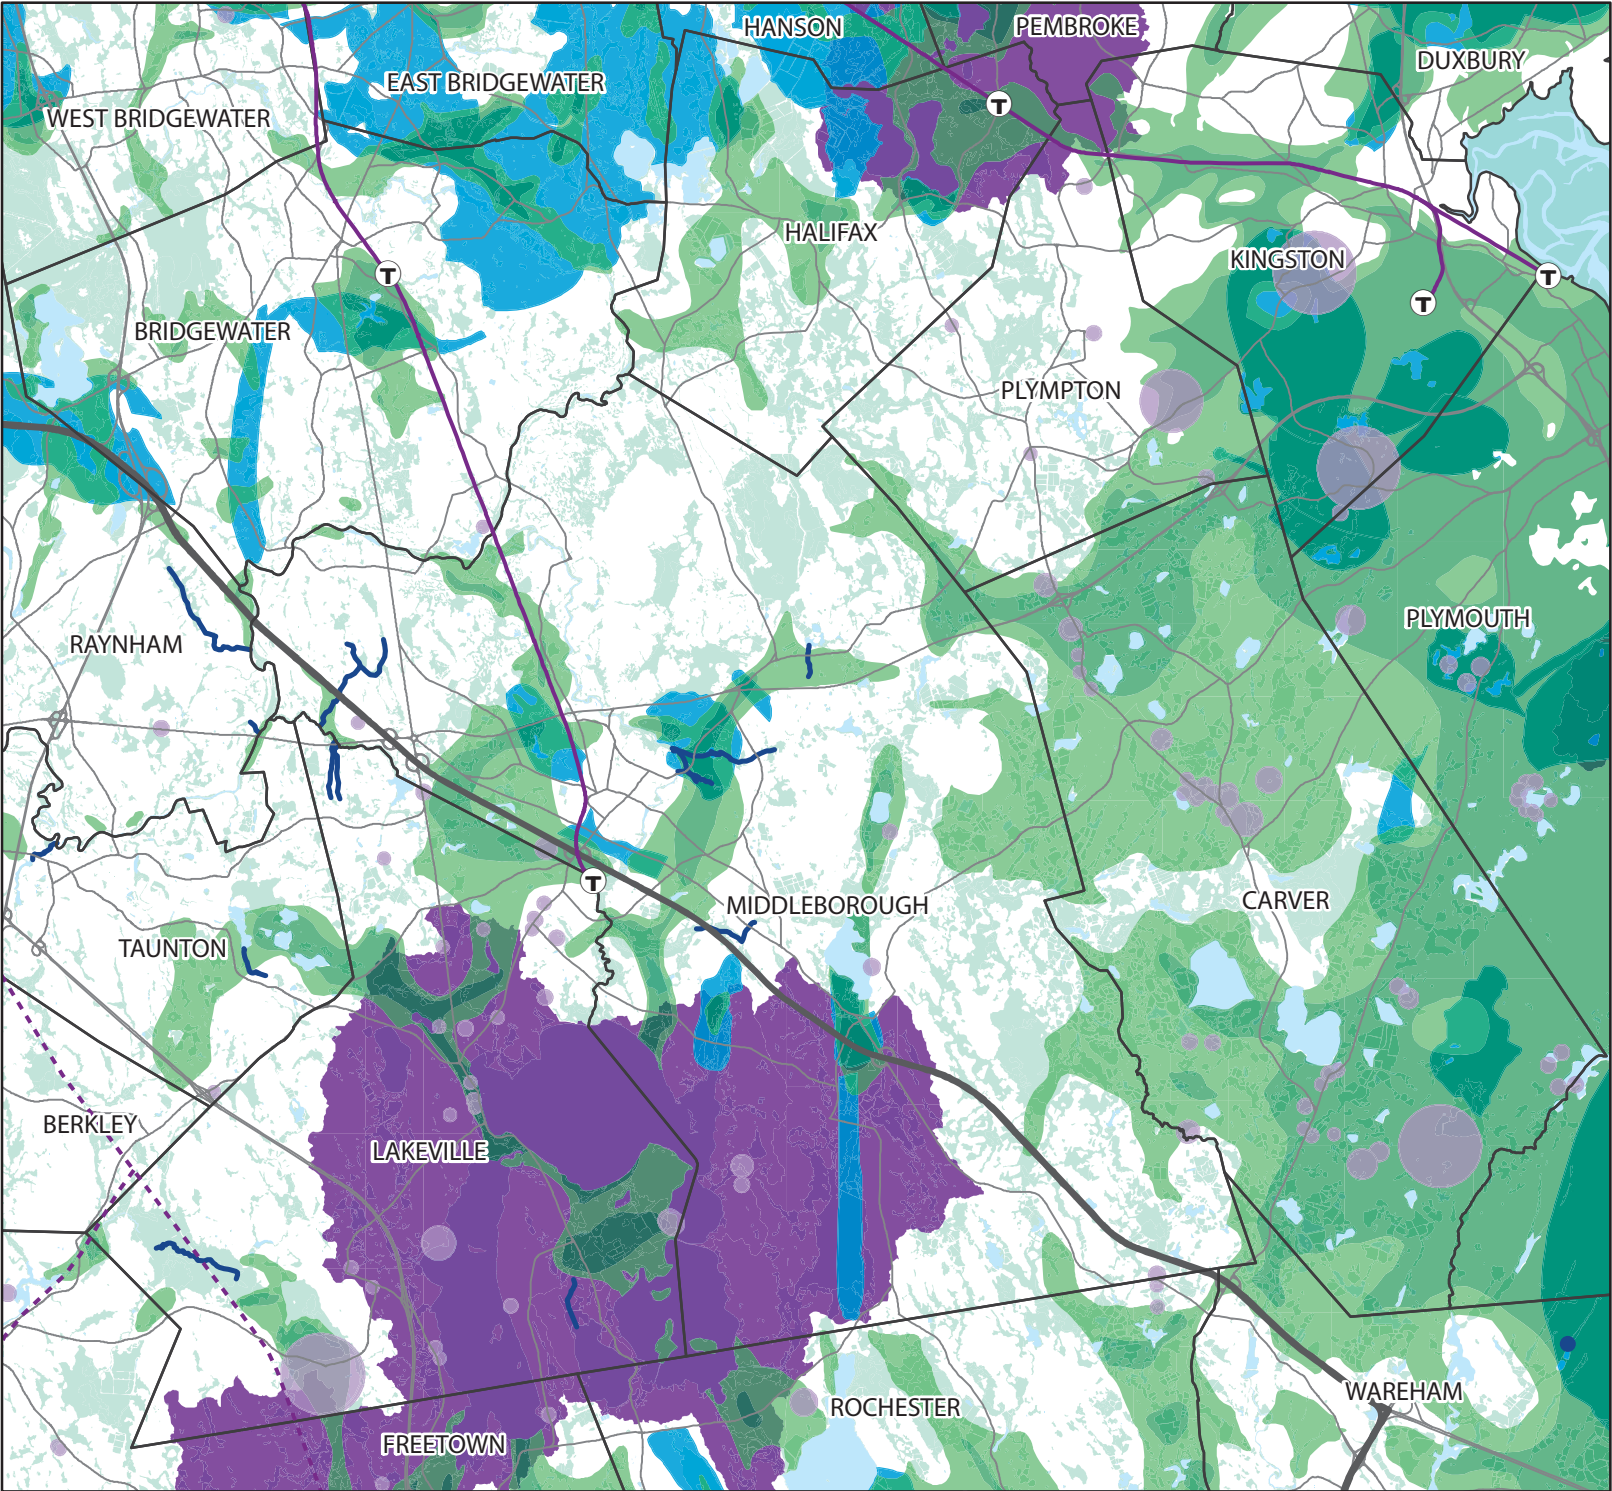 HANSON
PEMBROKE
DUXBURY
EAST BRIDGEWATER
WEST BRIDGEWATER
T
HALIFAX
KINGSTON
T
T
T
BRIDGEWATER
PLYMPTON
PLYMOUTH
RAYNHAM
T
MIDDLEBOROUGH
CARVER
TAUNTON
BERKLEY
LAKEVILLE
WAREHAM
ROCHESTER
FREETOWN